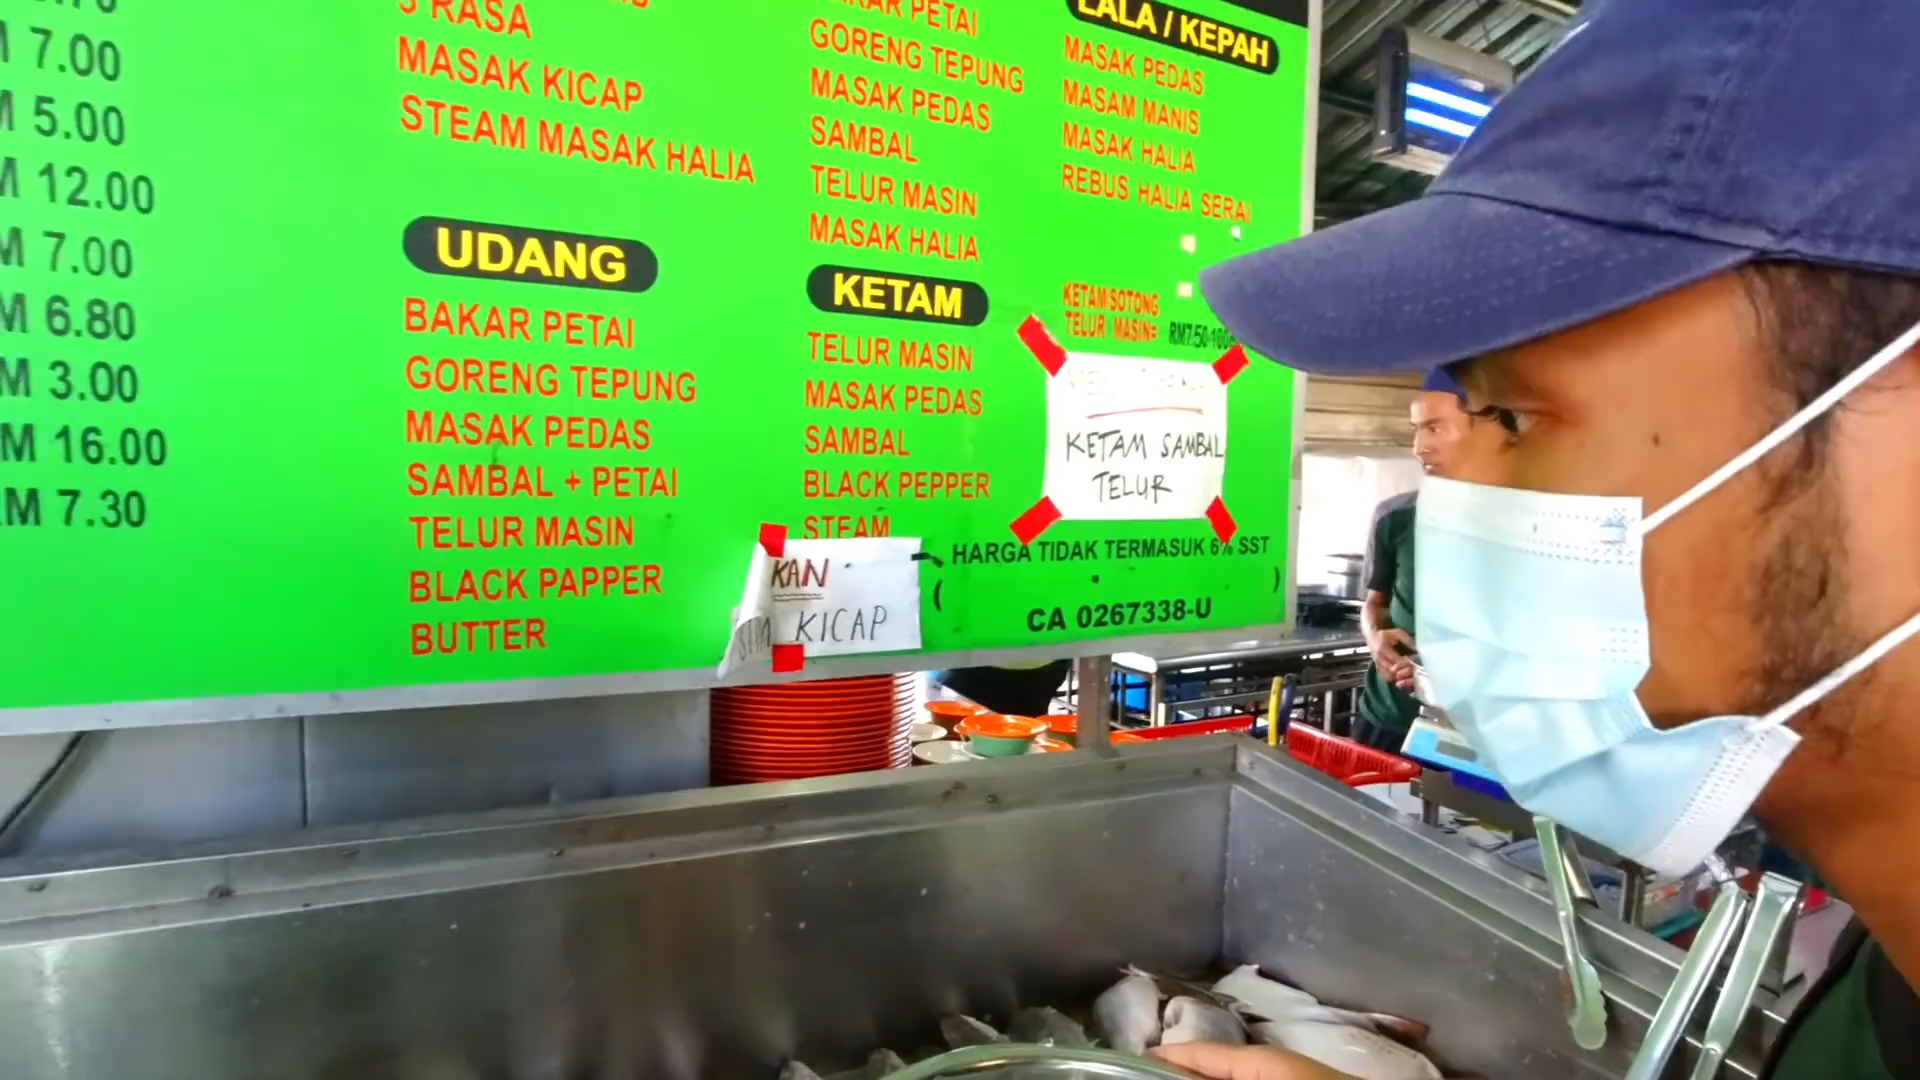 7.00
5.00
12.00
7.00
6.80
3.00
M 16.00
M 7.30
RASA
MASAK KICAP
STEAM MASAK HALIA
UDANG
BAKAR PETAI
GORENG TEPUNG
MASAK PEDAS
SAMBAL + PETAI
TELUR MASIN
BLACK PAPPER
BUTTER
PETAI
GORENG TEPUNG
MASAK PEDAS
SAMBAL
TELUR MASIN
MASAK HALIA
KETAM
TELUR MASIN
MASAK PEDAS
SAMBAL
BLACK PEPPER
STEAM
KAN
KICAP
LALA / KEPAH
MASAK PEDAS
MASAM MANIS
MASAK HALIA
REBUS HALIA SERAI
KETAM/SOTONG
TELUR MASIN=
KETAM SAMBAL
TELUR
HARGA TIDAK TERMASUK 6% SST
( )
CA 0267338-U